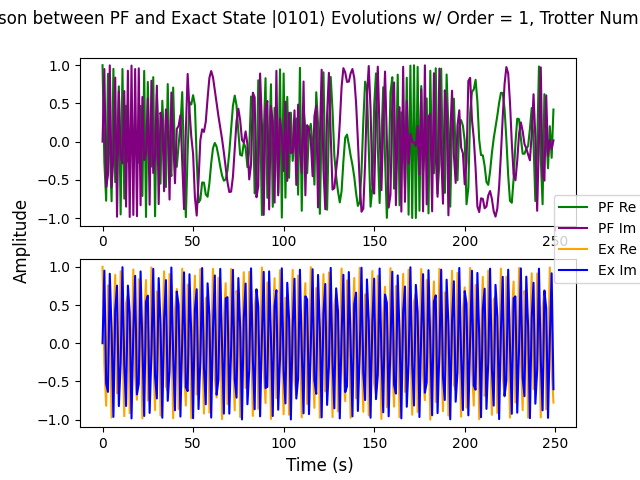 son between PF and Exact State |0101⟩ Evolutions w/ Order = 1, Trotter Num
1.0
0.5
0.0
−0.5
−1.0
0 50 100 150 200 250
Amplitude
PF Re
PF Im
Ex Re
Ex Im
1.0
0.5
0.0
−0.5
−1.0
0 50 100 150 200 250
Time (s)